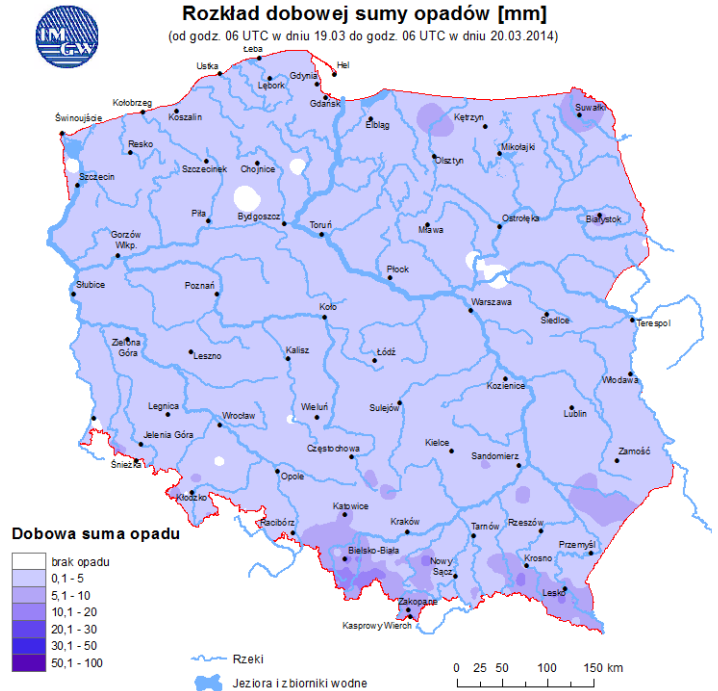 Rozkład dobowej sumy opadów [mm]
(od godz. 06 UTC w dniu 19.03 do godz. 06 UTC w dniu 20.03.2014)
IM
GW
Łeba
Hel
Ustka
Gdynia
Lębork
Gdańsk
Suwałki
Kołobrzeg
Koszalin
Świnoujście
Elbląg
Kętrzyn
Resko
Szczecinek
Chojnice
Olsztyn
Mikołajki
Szczecin
Piła
Bydgoszcz
Toruń
Mława
Ostrołęka
Białystok
Gorzów
Wlkp.
Płock
Słubice
Poznań
Koło
Warszawa
Siedlce
Terespol
Zielona
Góra
Leszno
Kalisz
Łódź
Kozienice
Włodawa
Legnica
Wrocław
Wieluń
Sulejów
Lublin
Jelenia Góra
Częstochowa
Kielce
Śnieżka
Sandomierz
Zamość
Opole
Kłodzko
Katowice
Racibórz
Kraków
Tarnów
Rzeszów
Przemyśl
Bielsko-Biała
Nowy
Sącz
Krosno
Lesko
Zakopane
Kasprowy Wierch
Dobowa suma opadu
brak opadu
0,1 - 5
5,1 - 10
10,1 - 20
20,1 - 30
30,1 - 50
50,1 - 100
Rzeki
Jeziora i zbiorniki wodne
0 25 50 100 150 km